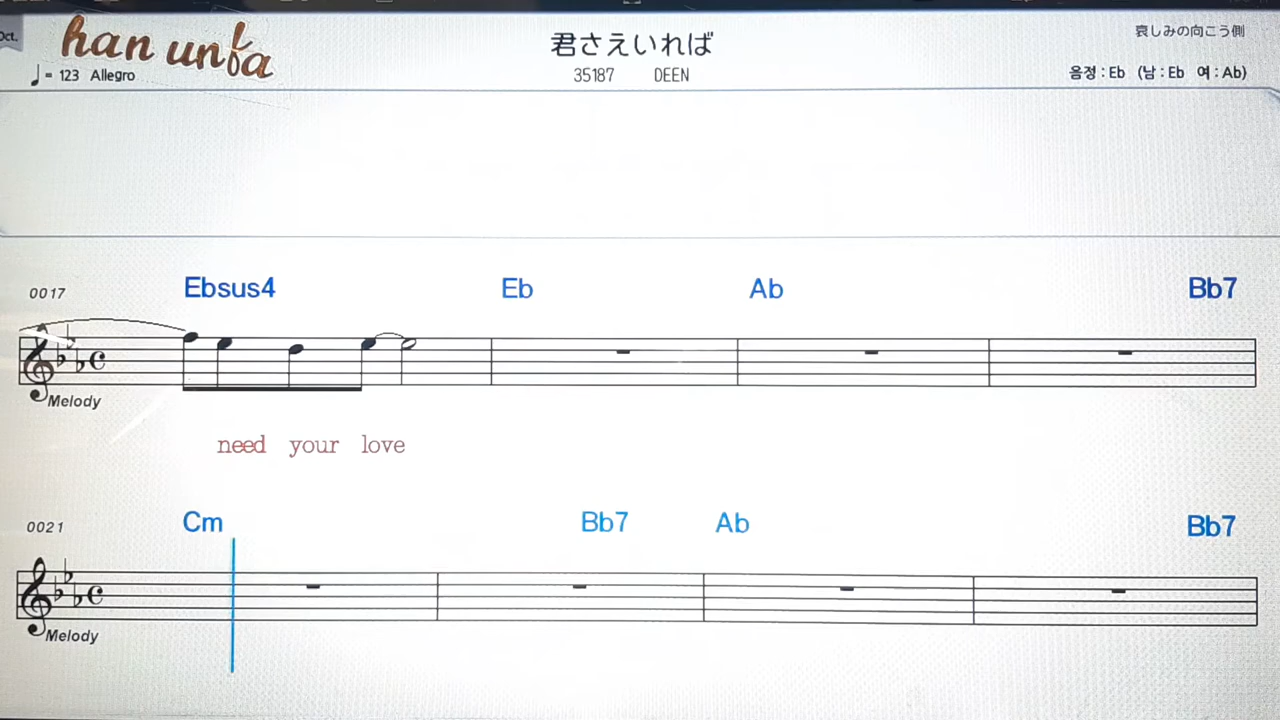 Oct.
han unfa
君さえいれば
哀しみの向こう側
♩= 123 Allegro
35187 DEEN
음정 : Eb (남 : Eb 여 : Ab)
0017
Ebsus4 Eb Ab Bb7
Melody
need your love
0021
Cm Bb7 Ab Bb7
Melody